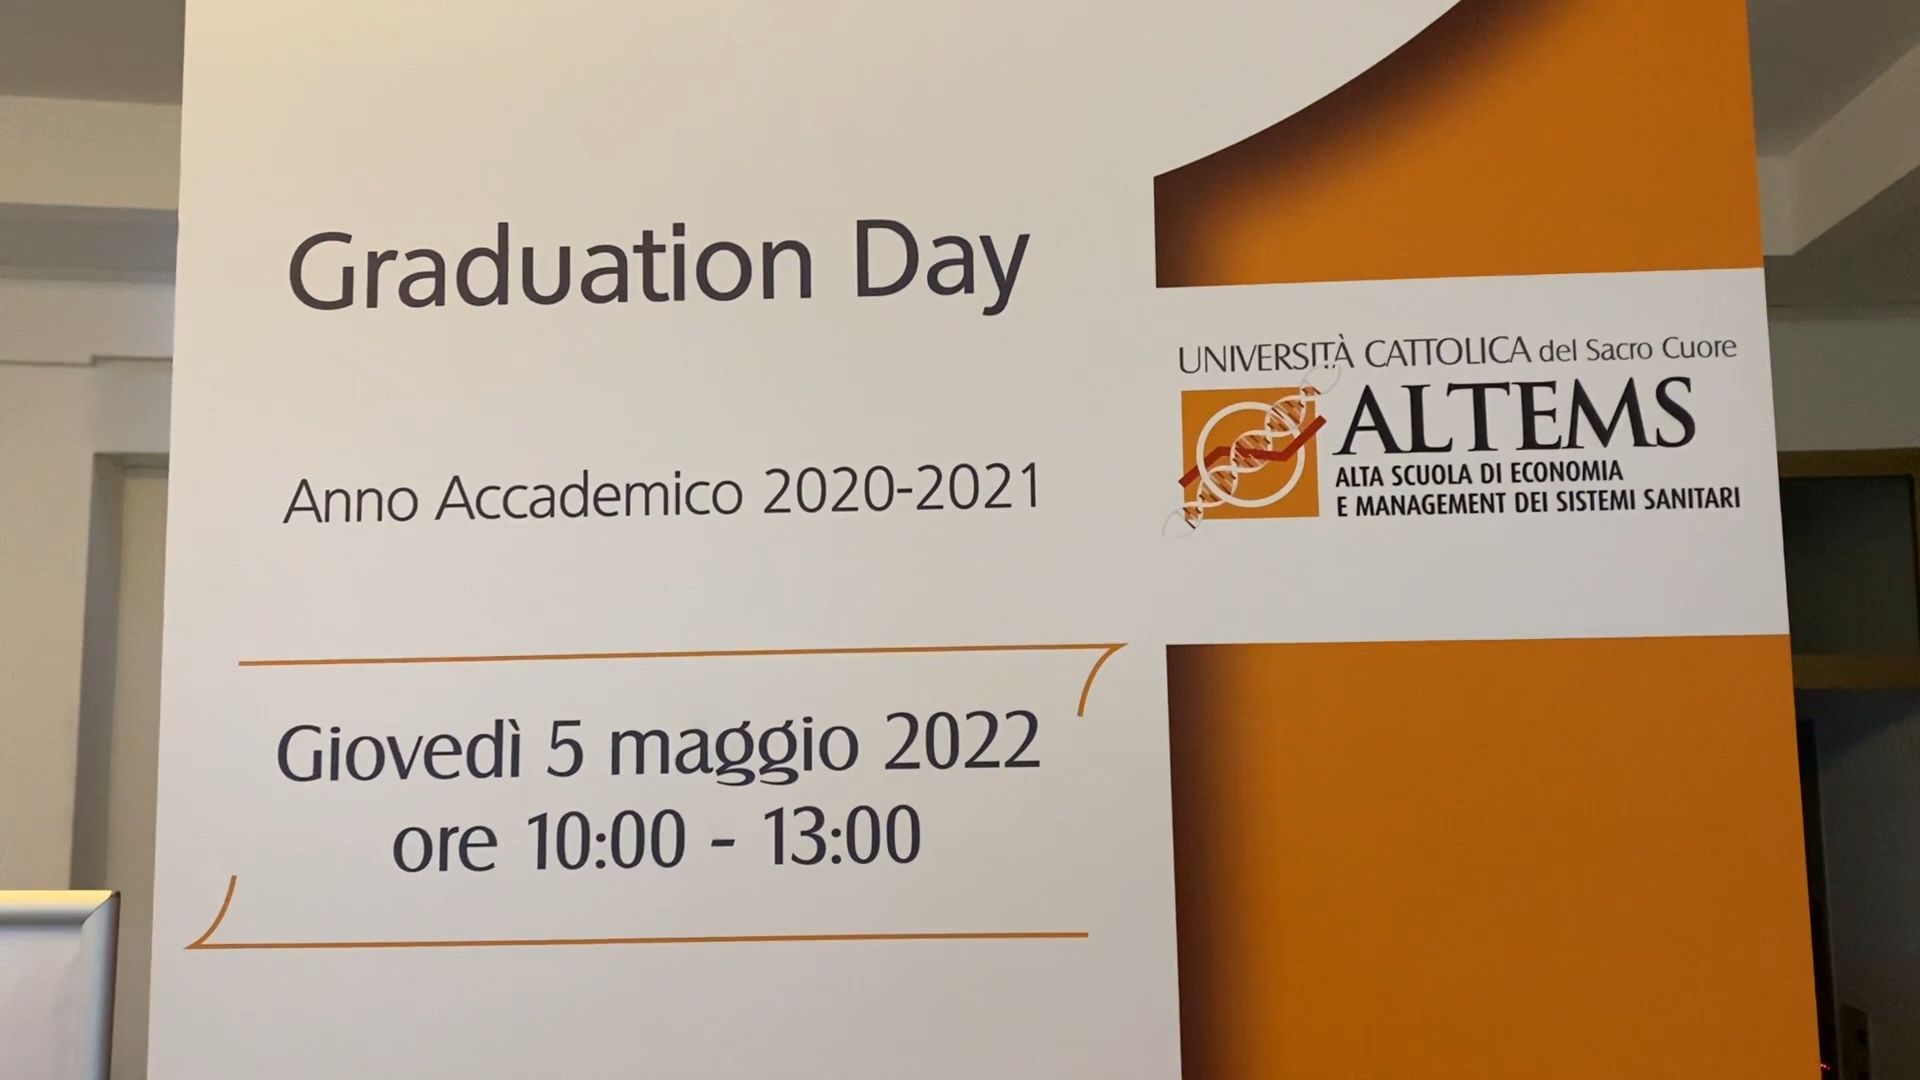 Graduation Day
Anno Accademico 2020-2021
Giovedì 5 maggio 2022
ore 10:00 - 13:00
UNIVERSITÀ CATTOLICA del Sacro Cuore
ALTEMS
ALTA SCUOLA DI ECONOMIA
E MANAGEMENT DEI SISTEMI SANITARI